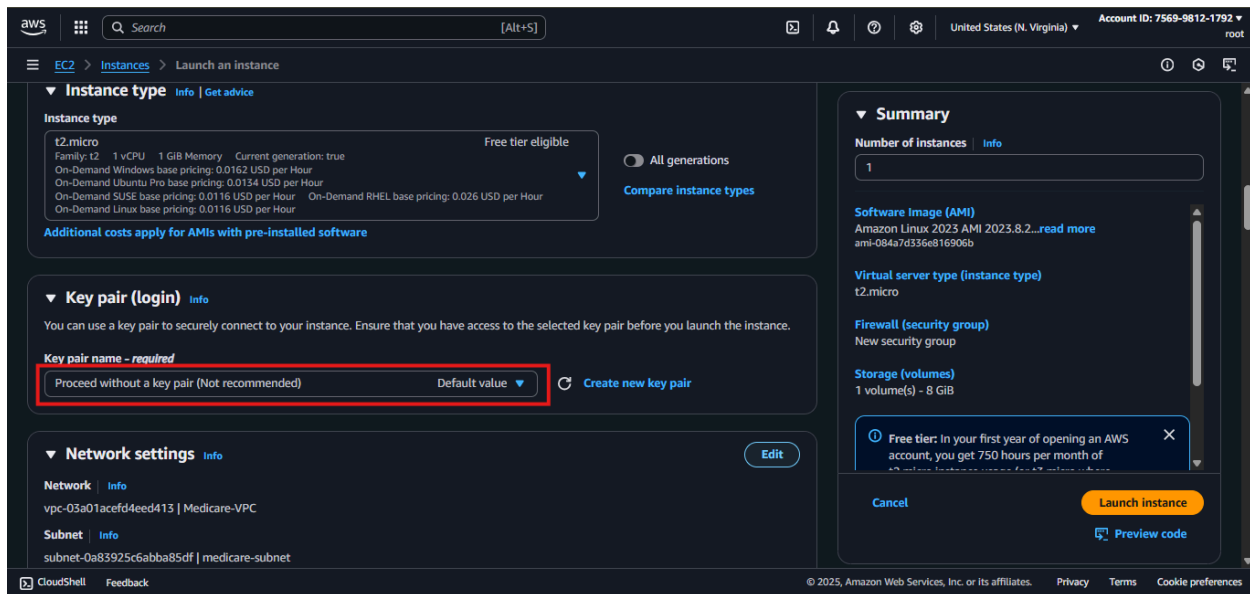 aws
Search [Alt+S]
United States (N. Virginia)
Account ID: 7569-9812-1792
root
EC2 > Instances > Launch an instance
Instance type Info | Get advice
Instance type
t2.micro Free tier eligible
Family: t2 1 vCPU 1 GiB Memory Current generation: true
On-Demand Windows base pricing: 0.0162 USD per Hour
On-Demand Ubuntu Pro base pricing: 0.0134 USD per Hour
On-Demand SUSE base pricing: 0.0116 USD per Hour On-Demand RHEL base pricing: 0.026 USD per Hour
On-Demand Linux base pricing: 0.0116 USD per Hour
All generations
Compare instance types
Additional costs apply for AMIs with pre-installed software
Key pair (login) Info
You can use a key pair to securely connect to your instance. Ensure that you have access to the selected key pair before you launch the instance.
Key pair name - required
Proceed without a key pair (Not recommended) Default value
Create new key pair
Network settings Info
Edit
Network Info
vpc-03a01acefd4eed413 | Medicare-VPC
Subnet Info
subnet-0a83925c6abba85df | medicare-subnet
Summary
Number of instances Info
1
Software Image (AMI)
Amazon Linux 2023 AMI 2023.8.2...read more
ami-084a7d336e816906b
Virtual server type (instance type)
t2.micro
Firewall (security group)
New security group
Storage (volumes)
1 volume(s) - 8 GiB
Free tier: In your first year of opening an AWS
account, you get 750 hours per month of
Cancel
Launch instance
Preview code
CloudShell Feedback
© 2025, Amazon Web Services, Inc. or its affiliates. Privacy Terms Cookie preferences